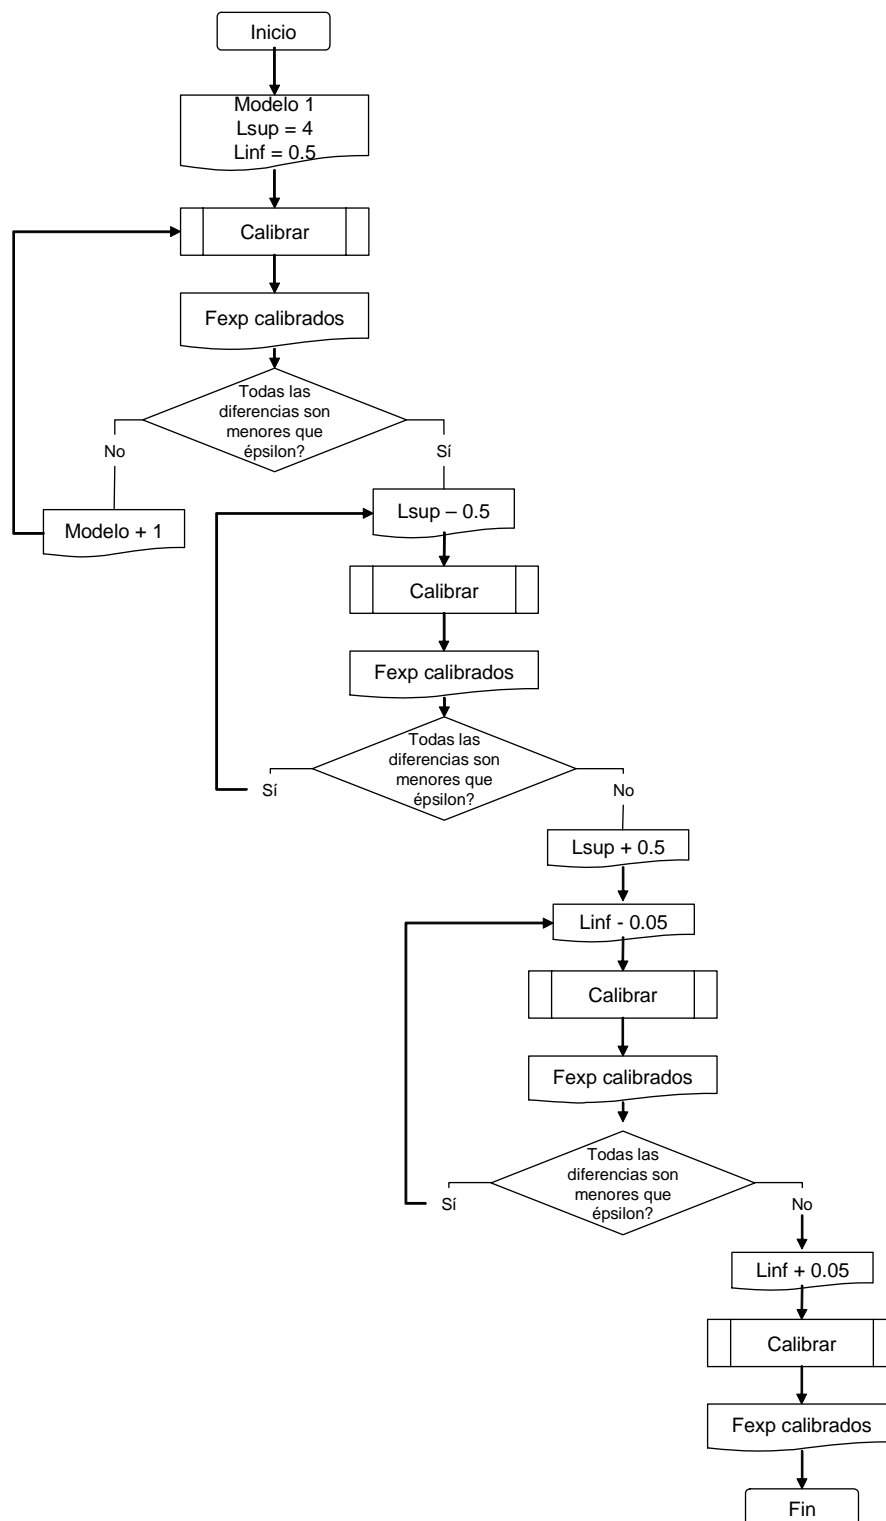 Inicio
Modelo 1
Lsup = 4
Linf = 0.5
Calibrar
Fexp calibrados
Todas las
diferencias son
menores que
épsilon?
No
Sí
Modelo + 1
Lsup – 0.5
Calibrar
Fexp calibrados
Todas las
diferencias son
menores que
épsilon?
Sí
No
Lsup + 0.5
Linf - 0.05
Calibrar
Fexp calibrados
Todas las
diferencias son
menores que
épsilon?
Sí
No
Linf + 0.05
Calibrar
Fexp calibrados
Fin